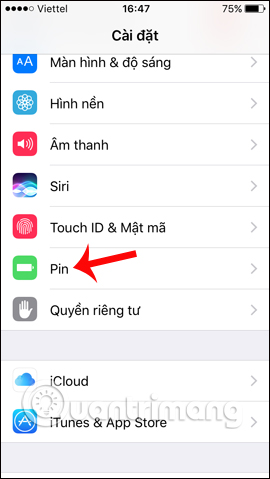 Viettel 16:47 75%
Cài đặt
AA Màn hình & độ sáng
Hình nền
Âm thanh
Siri
Touch ID & Mật mã
Pin
Quyền riêng tư
iCloud
Quantrimang
iTunes & App Store